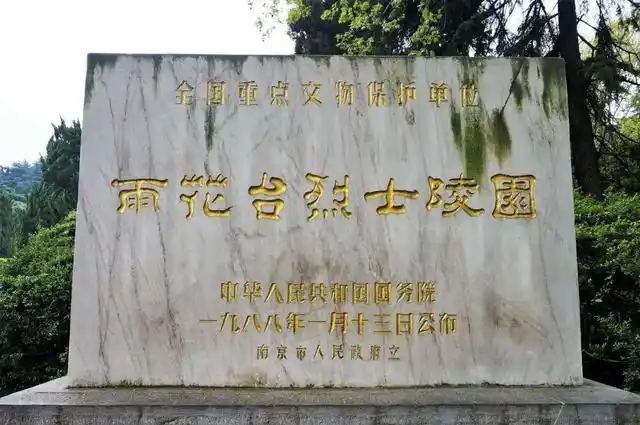 全国重点文物保护单位
雨花台烈士陵园
中华人民共和国国务院
一九八八年一月十三日公布
南京市人民政府立